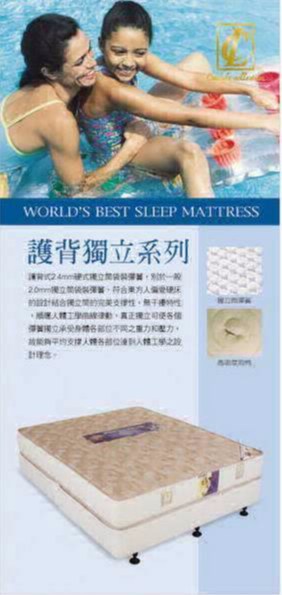 WORLD'S BEST SLEEP MATTRESS
護背獨立系列
護背式2.4mm硬式獨立筒袋裝彈簧，別於一般
2.0mm獨立筒袋裝彈簧，符合東方人偏愛硬床
的設計結合獨立筒的完美支撐性，無干擾特性
，順應人體工學曲線律動，真正獨立可使各個
彈簧獨立承受身體各部位不同之重力和壓力，
故能夠平均支撐人體各部位達到人體工學之設
計理念。
獨立筒彈簧